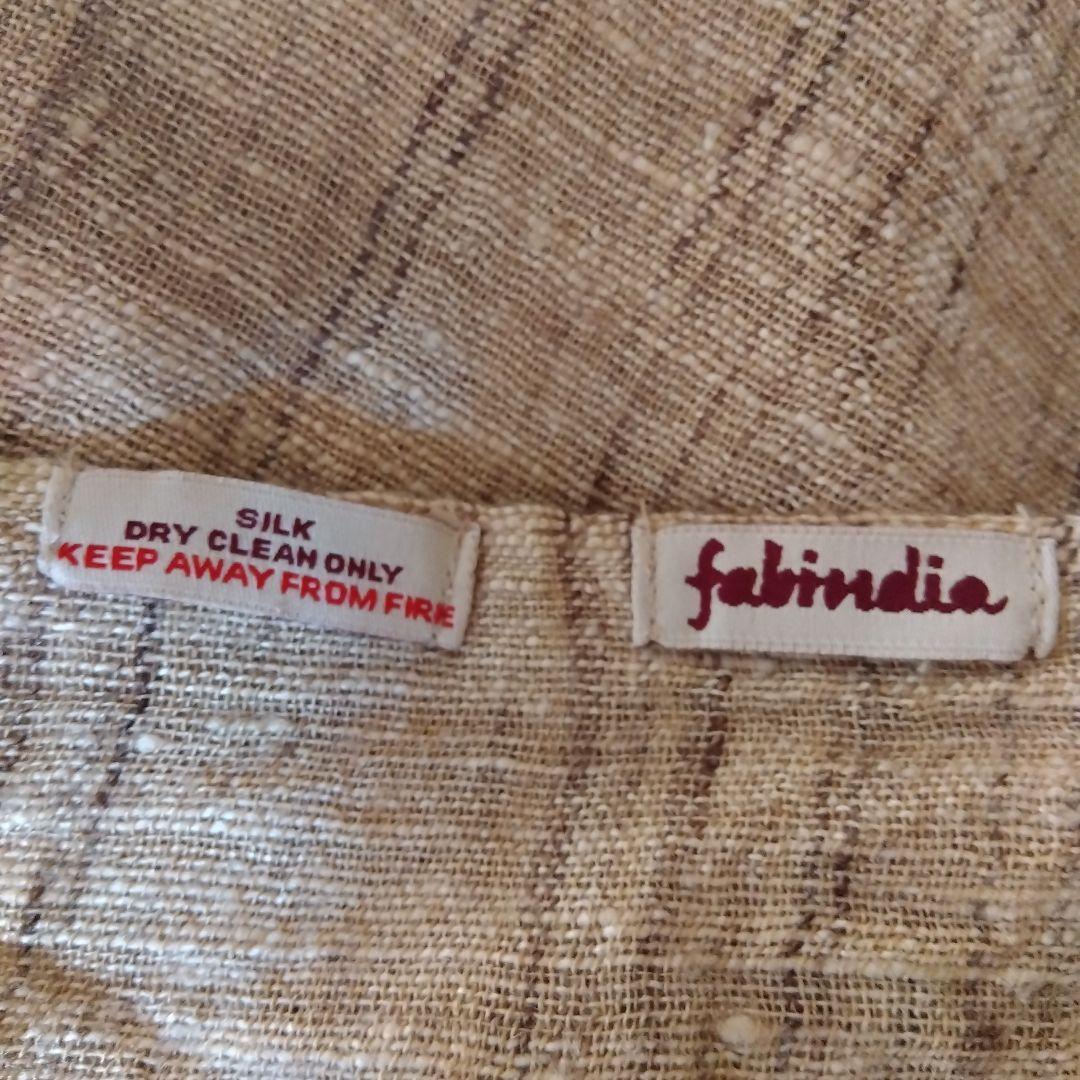 SILK
DRY CLEAN ONLY
KEEP AWAY FROM FIRE
fabindia